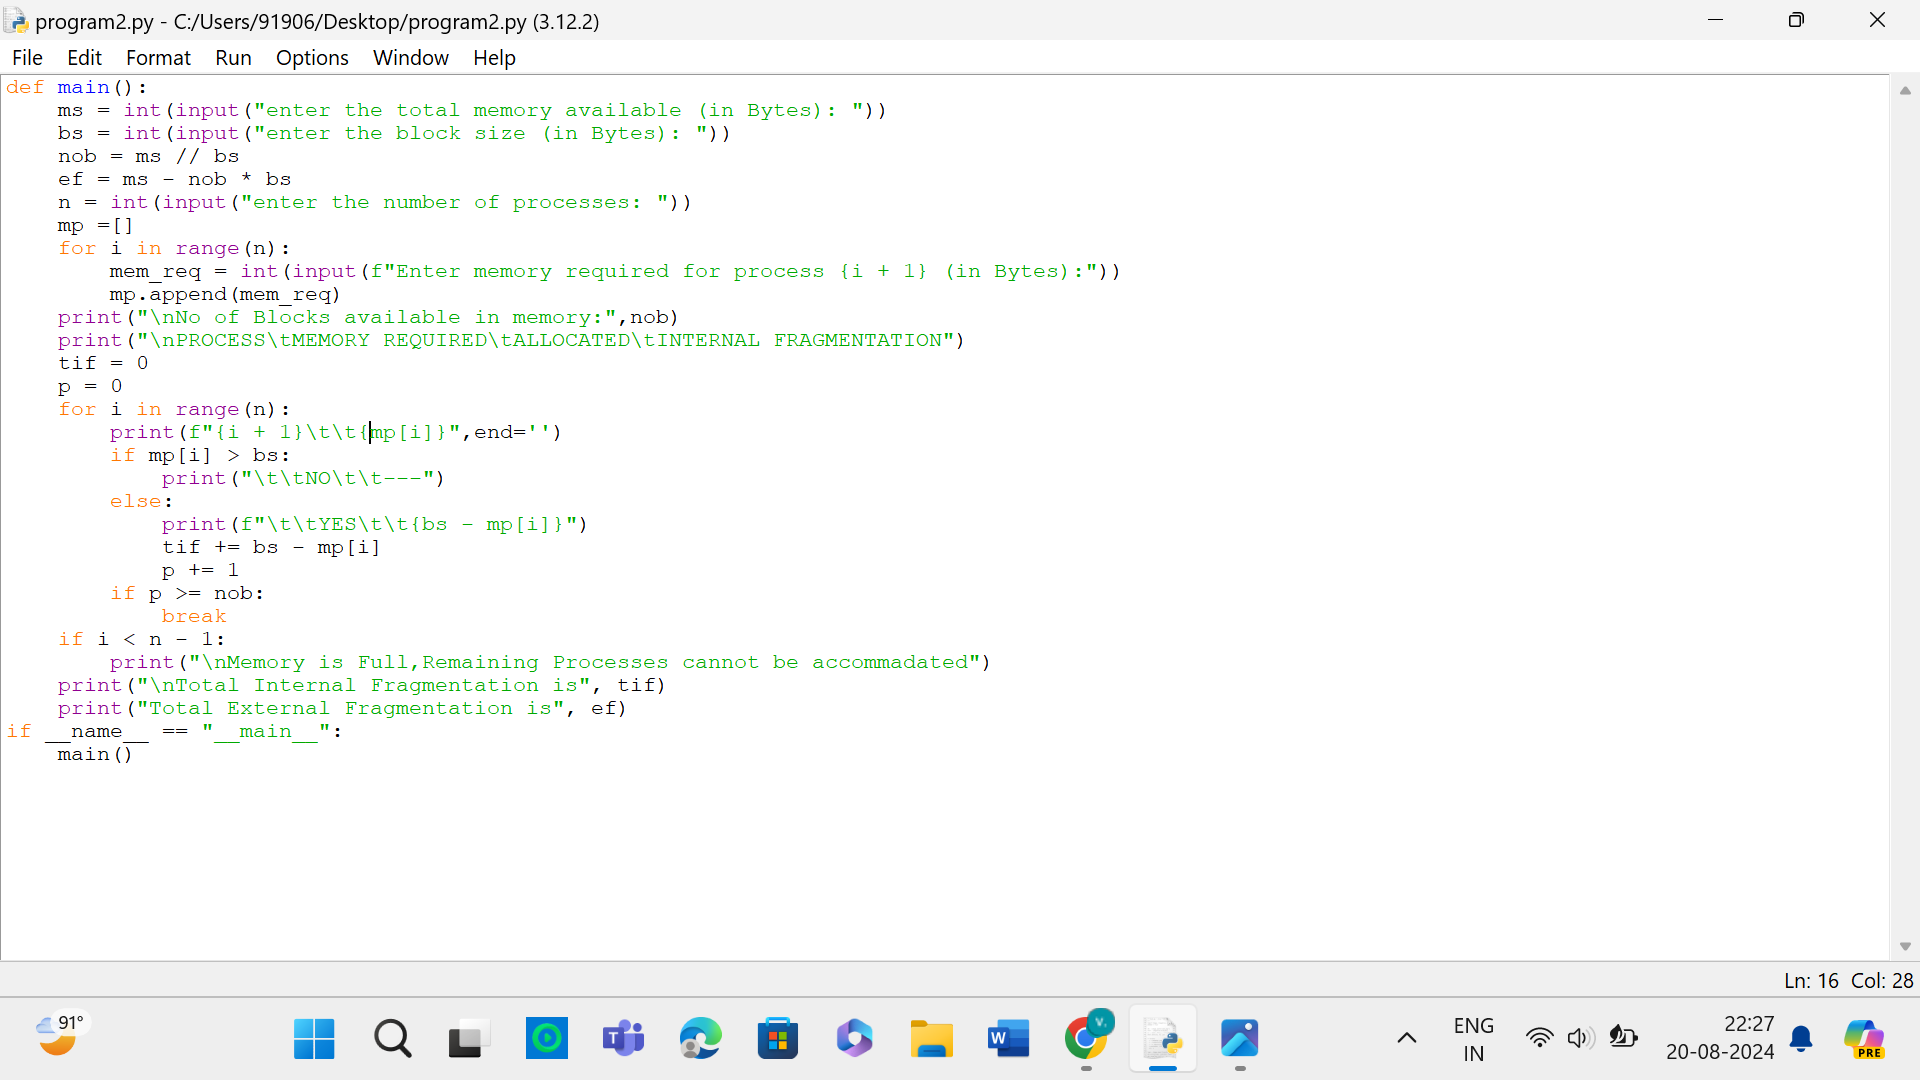 program2.py - C:/Users/91906/Desktop/program2.py (3.12.2)
File Edit Format Run Options Window Help
def main():
    ms = int(input("enter the total memory available (in Bytes): "))
    bs = int(input("enter the block size (in Bytes): "))
    nob = ms // bs
    ef = ms - nob * bs
    n = int(input("enter the number of processes: "))
    mp =[]
    for i in range(n):
        mem_req = int(input(f"Enter memory required for process {i + 1} (in Bytes):"))
        mp.append(mem_req)
    print("\nNo of Blocks available in memory:",nob)
    print("\nPROCESS\tMEMORY REQUIRED\tALLOCATED\tINTERNAL FRAGMENTATION")
    tif = 0
    p = 0
    for i in range(n):
        print(f"{i + 1}\t\t{mp[i]}",end='')
        if mp[i] > bs:
            print("\t\tNO\t\t---")
        else:
            print(f"\t\tYES\t\t{bs - mp[i]}")
            tif += bs - mp[i]
            p += 1
        if p >= nob:
            break
    if i < n - 1:
        print("\nMemory is Full,Remaining Processes cannot be accommadated")
    print("\nTotal Internal Fragmentation is", tif)
    print("Total External Fragmentation is", ef)
if __name__ == "__main__":
    main()
Ln: 16 Col: 28
91°
ENG
IN
22:27
20-08-2024
PRE